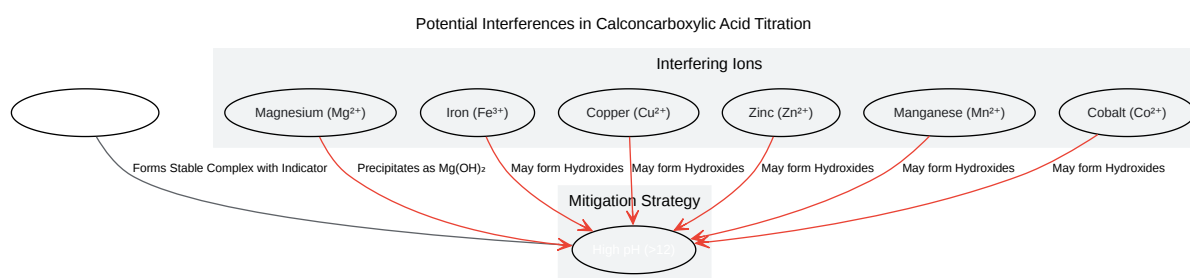 Potential Interferences in Calconcarboxylic Acid Titration
Interfering Ions
Magnesium (Mg²⁺)
Iron (Fe³⁺)
Copper (Cu²⁺)
Zinc (Zn²⁺)
Manganese (Mn²⁺)
Cobalt (Co²⁺)
Forms Stable Complex with Indicator
Precipitates as Mg(OH)₂
May form Hydroxides
May form Hydroxides
May form Hydroxides
May form Hydroxides
May form Hydroxides
Mitigation Strategy
High pH (>12)